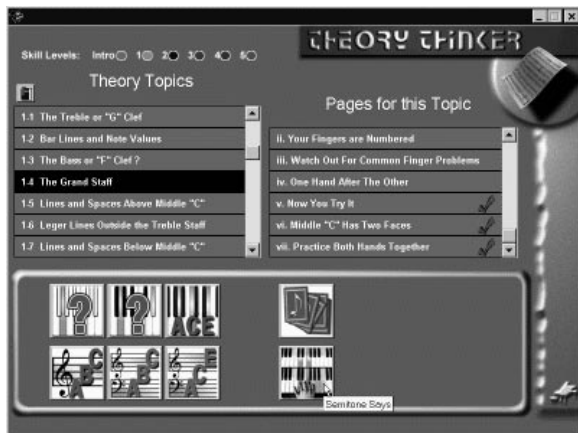 THEORY THINKER
Skill Levels: Intro 1 2 3 4 5
Theory Topics
1.1 The Treble or "G" Clef
1.2 Bar Lines and Note Values
1.3 The Bass or "F" Clef ?
1.4 The Grand Staff
1.5 Lines and Spaces Above Middle "C"
1.6 Leger Lines Outside the Treble Staff
1.7 Lines and Spaces Below Middle "C"
Pages for this Topic
ii. Your Fingers are Numbered
iii. Watch Out For Common Finger Problems
iv. One Hand After The Other
v. Now You Try It
vi. Middle "C" Has Two Faces
vii. Practice Both Hands Together
? ? ACE
ABC ABC ACE
Semitone Says